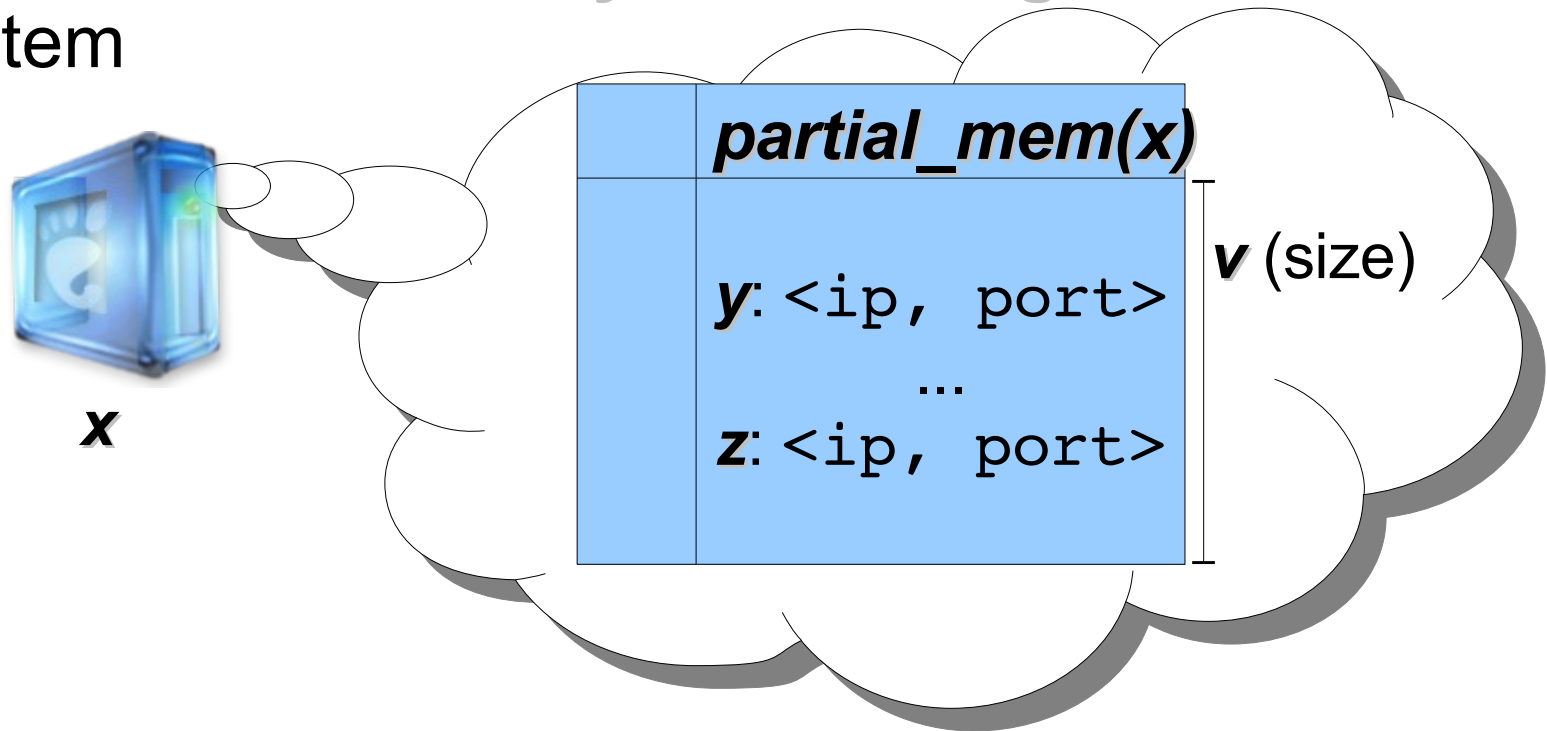 tem
partial_mem(x)
v (size)
y: <ip, port>
...
z: <ip, port>
x